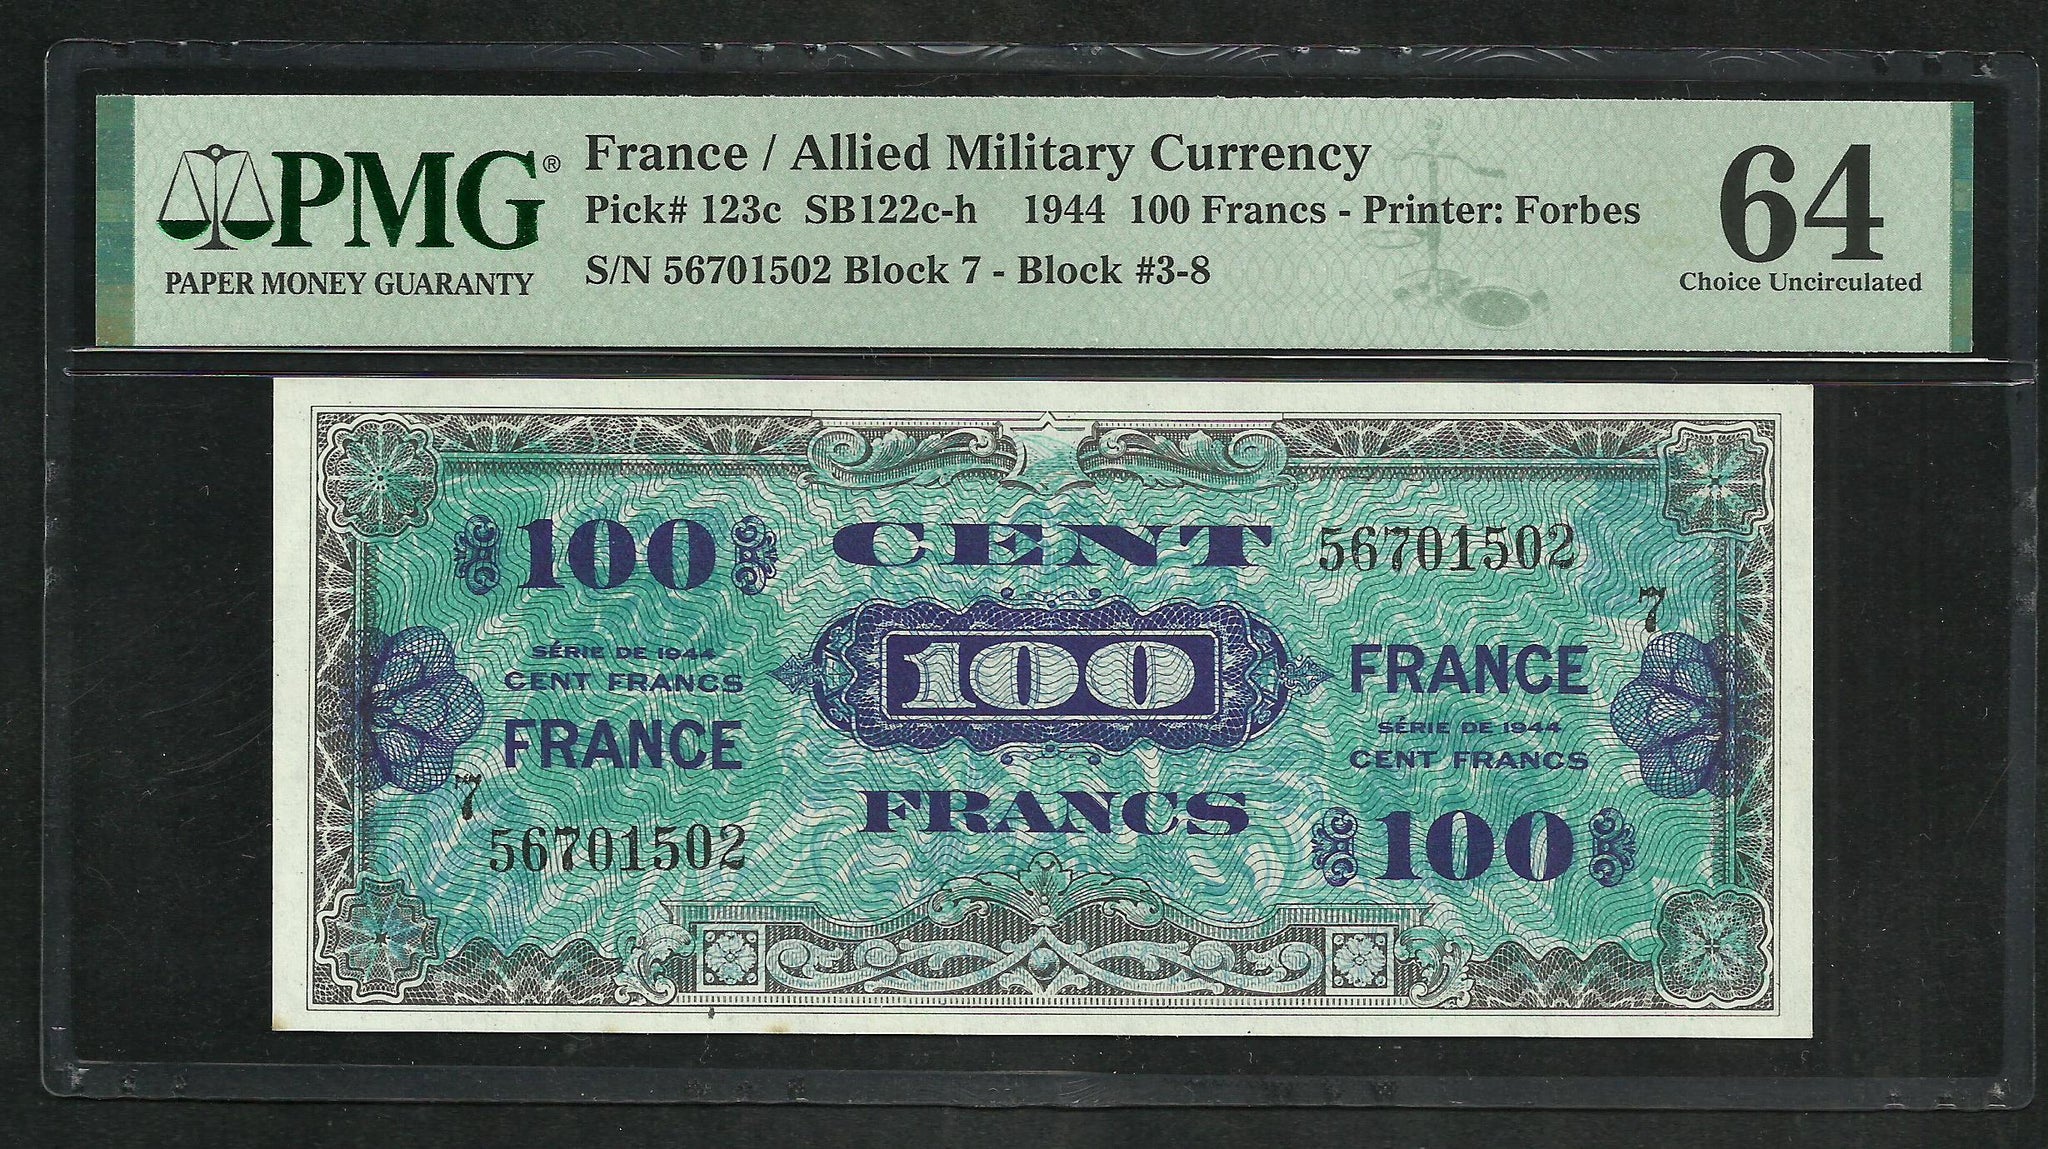 PMG®
PAPER MONEY GUARANTY
France / Allied Military Currency
Pick# 123c SB122c-h 1944 100 Francs - Printer: Forbes
S/N 56701502 Block 7 - Block #3-8
64
Choice Uncirculated
100
CENT
56701502
7
SÉRIE DE 1944
CENT FRANCS
FRANCE
100
FRANCE
SÉRIE DE 1944
CENT FRANCS
7
56701502
FRANCS
100